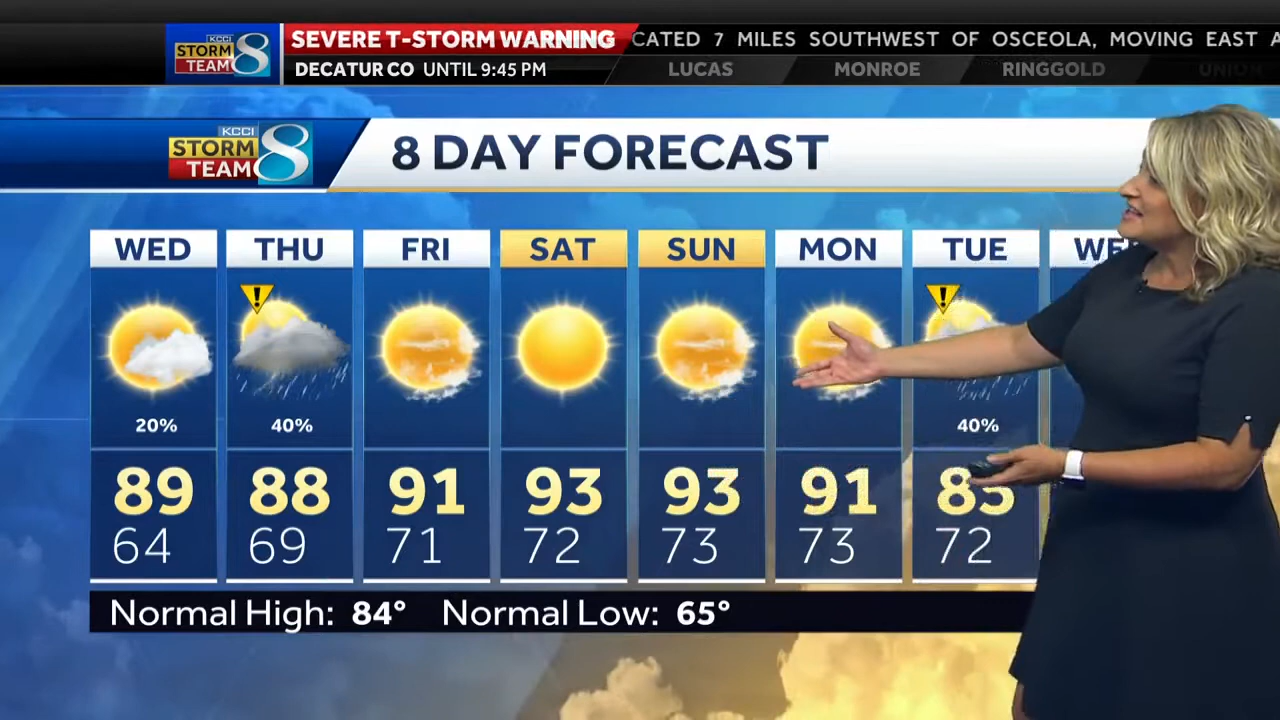 KCCI
STORM
TEAM 8
SEVERE T-STORM WARNING
CATED 7 MILES SOUTHWEST OF OSCEOLA, MOVING EAST A
DECATUR CO UNTIL 9:45 PM
LUCAS MONROE RINGGOLD UNION
KCCI
STORM
TEAM 8
8 DAY FORECAST
WED THU FRI SAT SUN MON TUE WE
! !
20% 40% 40%
89 88 91 93 93 91 85
64 69 71 72 73 73 72
Normal High: 84° Normal Low: 65°